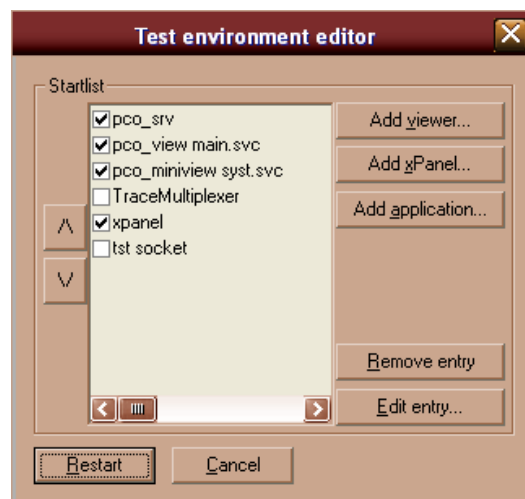 Test environment editor
Startlist
pco_srv
pco_view main.svc
pco_miniview syst.svc
TraceMultiplexer
xpanel
tst socket
/\
\/
Add viewer...
Add xPanel...
Add application...
Remove entry
Edit entry...
Restart
Cancel